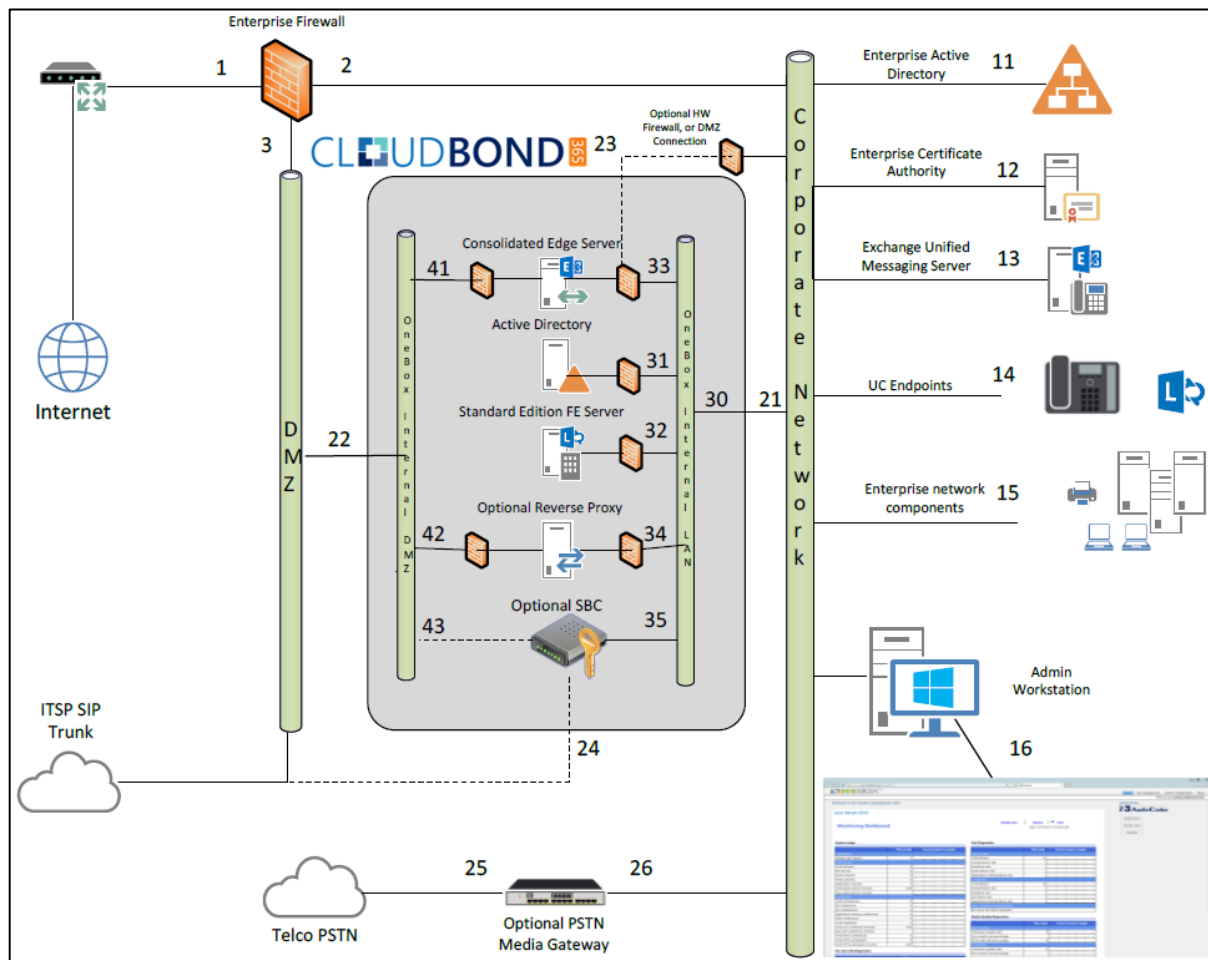 Enterprise Firewall
1
2
3
CLOUDBOND 365
23
Optional HW
Firewall, or DMZ
Connection
Corporate Network
Enterprise Active
Directory
11
Enterprise Certificate
Authority
12
Exchange Unified
Messaging Server
13
UC Endpoints
14
Enterprise network
components
15
Admin
Workstation
16
Internet
DMZ
22
OneBox Internal DMZ
OneBox Internal LAN
Consolidated Edge Server
41
E
33
Active Directory
31
Standard Edition FE Server
L
32
30
21
Optional Reverse Proxy
42
34
Optional SBC
43
35
24
ITSP SIP
Trunk
25
26
Telco PSTN
Optional PSTN
Media Gateway
E
L
AudioCodes
Monitoring Dashboard